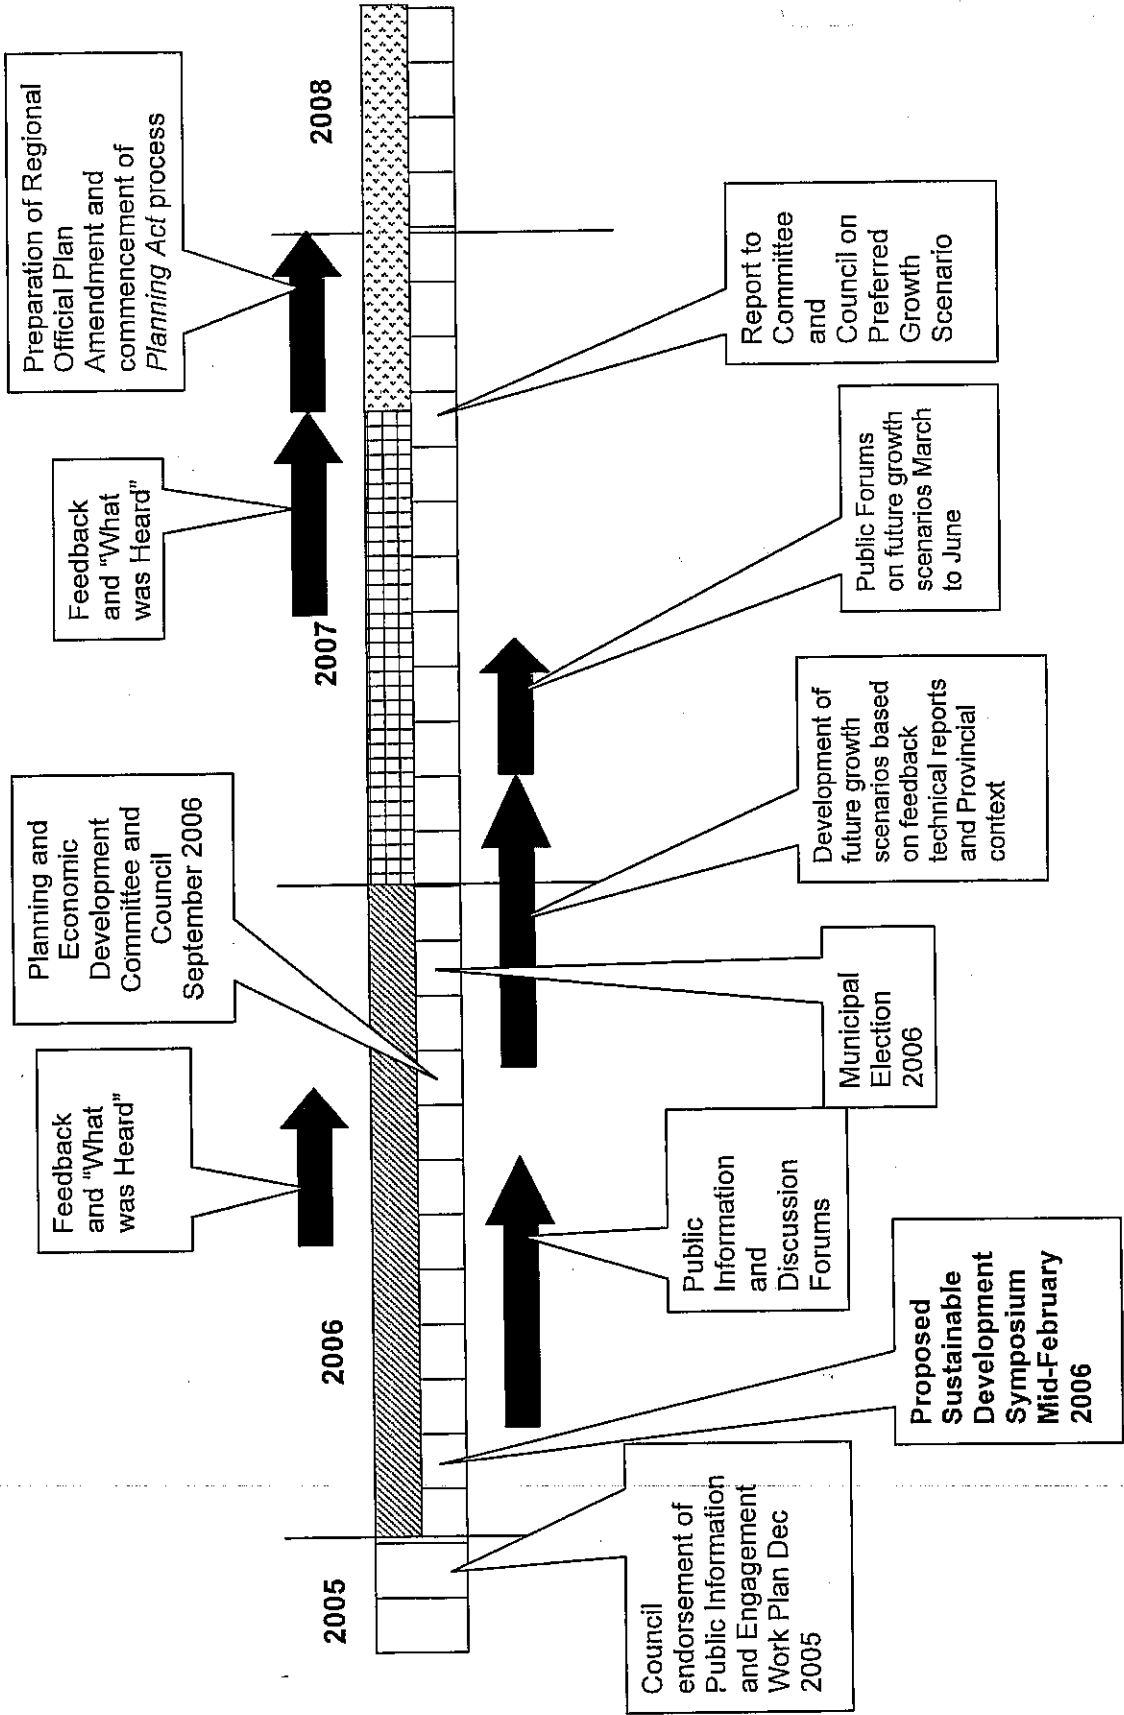 Feedback
and "What
was Heard"
Planning and
Economic
Development
Committee and
Council
September 2006
Feedback
and "What
was Heard"
Preparation of Regional
Official Plan
Amendment and
commencement of
Planning Act process
2005
2006
2007
2008
Council
endorsement of
Public Information
and Engagement
Work Plan Dec
2005
Proposed
Sustainable
Development
Symposium
Mid-February
2006
Public
Information
and
Discussion
Forums
Municipal
Election
2006
Development of
future growth
scenarios based
on feedback
technical reports
and Provincial
context
Public Forums
on future growth
scenarios March
to June
Report to
Committee
and
Council on
Preferred
Growth
Scenario